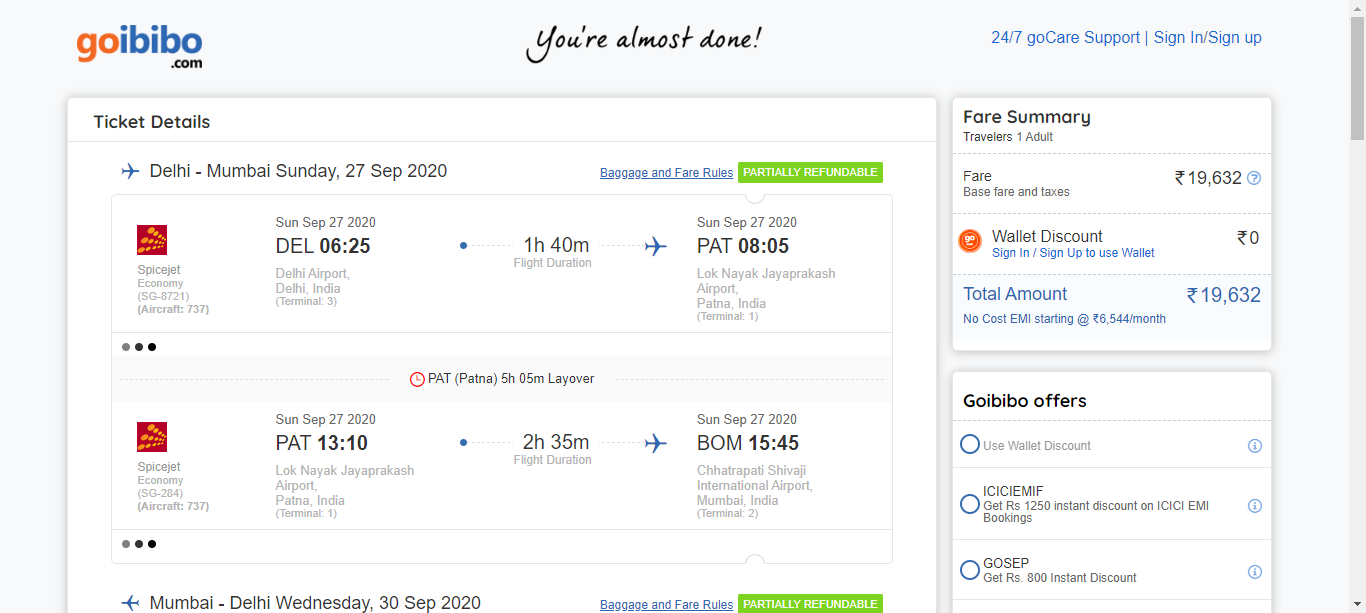 goibibo
.com
You're almost done!
24/7 goCare Support | Sign In/Sign up
Ticket Details
Delhi - Mumbai Sunday, 27 Sep 2020
Baggage and Fare Rules
PARTIALLY REFUNDABLE
Spicejet
Economy
(SG-8721)
(Aircraft: 737)
Sun Sep 27 2020
DEL 06:25
Delhi Airport,
Delhi, India
(Terminal: 3)
1h 40m
Flight Duration
Sun Sep 27 2020
PAT 08:05
Lok Nayak Jayaprakash
Airport,
Patna, India
(Terminal: 1)
PAT (Patna) 5h 05m Layover
Spicejet
Economy
(SG-284)
(Aircraft: 737)
Sun Sep 27 2020
PAT 13:10
Lok Nayak Jayaprakash
Airport,
Patna, India
(Terminal: 1)
2h 35m
Flight Duration
Sun Sep 27 2020
BOM 15:45
Chhatrapati Shivaji
International Airport,
Mumbai, India
(Terminal: 2)
Mumbai - Delhi Wednesday, 30 Sep 2020
Baggage and Fare Rules
PARTIALLY REFUNDABLE
Fare Summary
Travelers 1 Adult
Fare
₹19,632
Base fare and taxes
go
Wallet Discount
₹0
Sign In / Sign Up to use Wallet
Total Amount
₹19,632
No Cost EMI starting @ ₹6,544/month
Goibibo offers
Use Wallet Discount
ICICIEMIF
Get Rs 1250 instant discount on ICICI EMI
Bookings
GOSEP
Get Rs. 800 Instant Discount